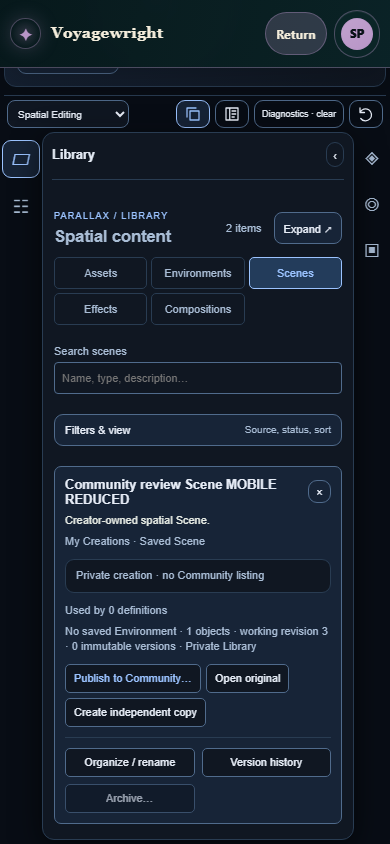 Voyagewright
Return
SP
Spatial Editing
Diagnostics · clear
Library
‹
PARALLAX / LIBRARY
Spatial content
2 items
Expand ↗
Assets
Environments
Scenes
Effects
Compositions
Search scenes
Name, type, description…
Filters & view
Source, status, sort
Community review Scene MOBILE
REDUCED
×
Creator-owned spatial Scene.
My Creations · Saved Scene
Private creation · no Community listing
Used by 0 definitions
No saved Environment · 1 objects · working revision 3
· 0 immutable versions · Private Library
Publish to Community…
Open original
Create independent copy
Organize / rename
Version history
Archive…